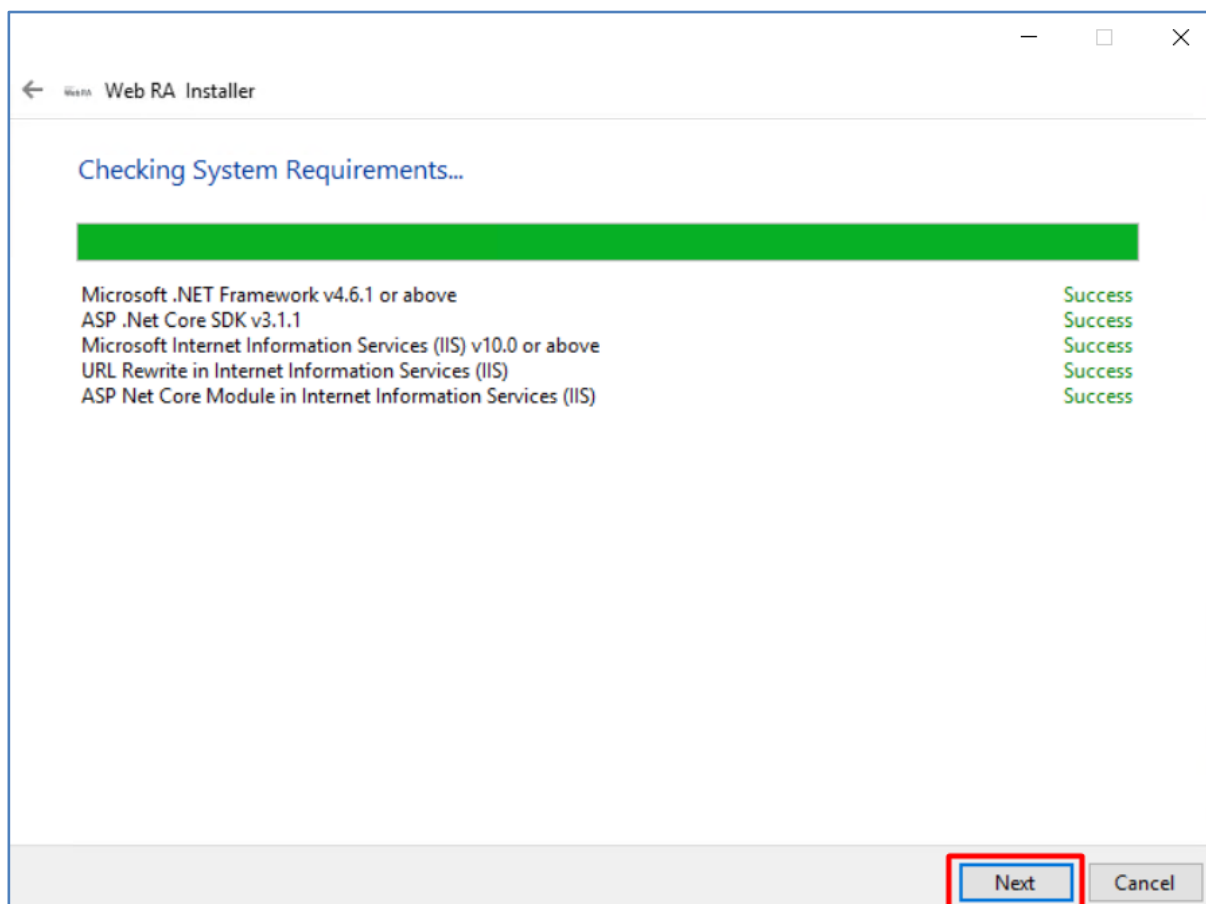 Web RA Installer
Checking System Requirements...
Microsoft .NET Framework v4.6.1 or above Success
ASP .Net Core SDK v3.1.1 Success
Microsoft Internet Information Services (IIS) v10.0 or above Success
URL Rewrite in Internet Information Services (IIS) Success
ASP Net Core Module in Internet Information Services (IIS) Success
Next Cancel